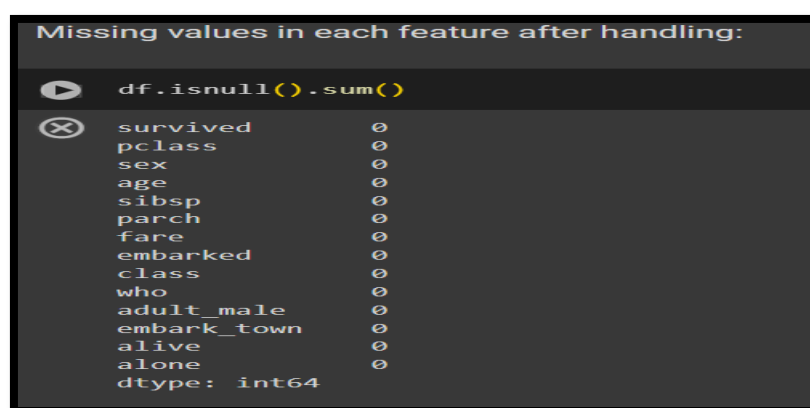 Missing values in each feature after handling:
df.isnull().sum()
survived 0
pclass 0
sex 0
age 0
sibsp 0
parch 0
fare 0
embarked 0
class 0
who 0
adult_male 0
embark_town 0
alive 0
alone 0
dtype: int64